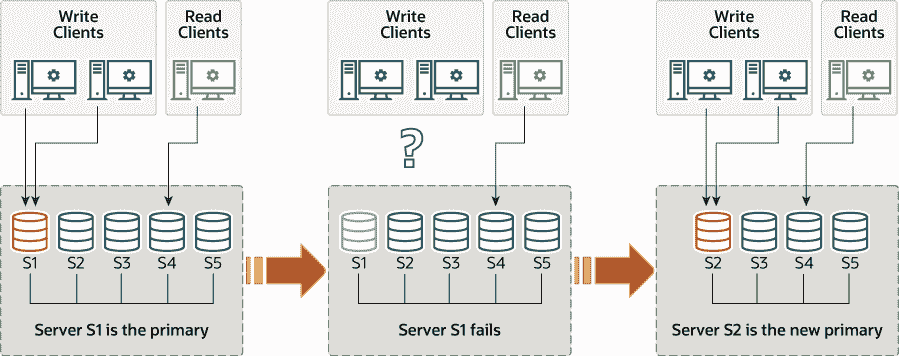 Write
Clients
Read
Clients
S1 S2 S3 S4 S5
Server S1 is the primary
Write
Clients
Read
Clients
?
S1 S2 S3 S4 S5
Server S1 fails
Write
Clients
Read
Clients
S2 S3 S4 S5
Server S2 is the new primary